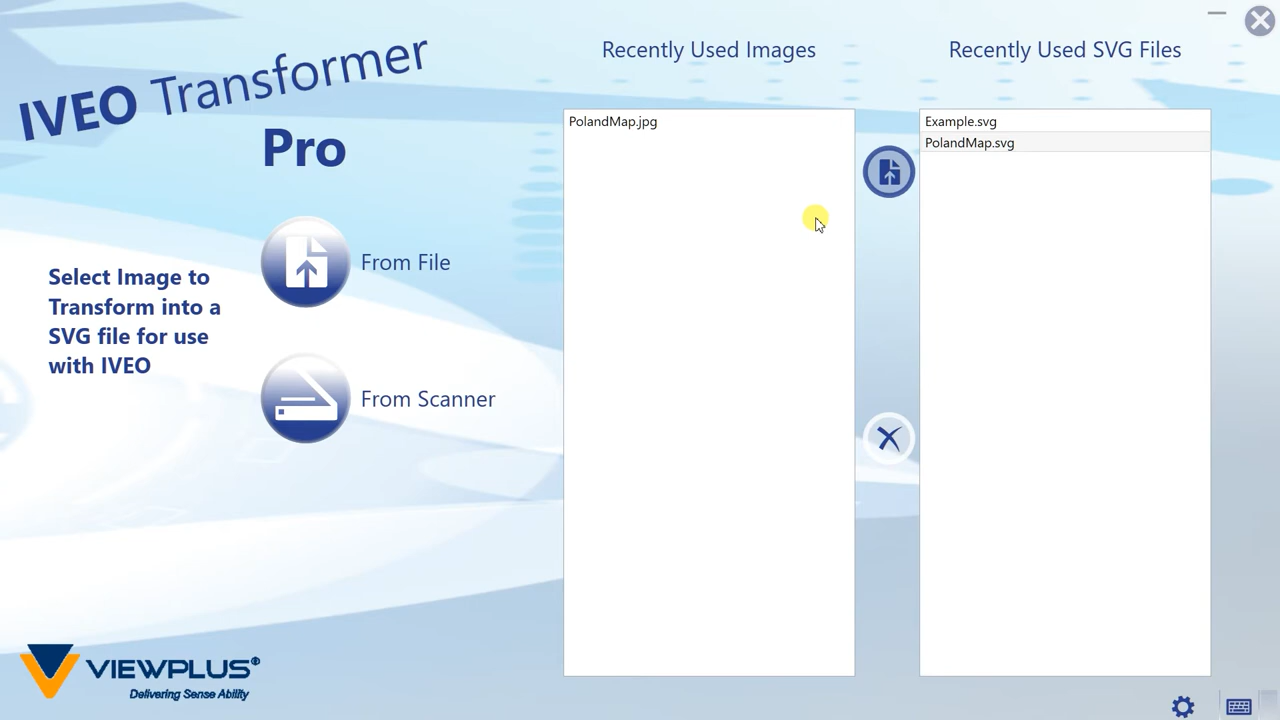 IVEO Transformer
Pro
Select Image to
Transform into a
SVG file for use
with IVEO
From File
From Scanner
Recently Used Images
PolandMap.jpg
Recently Used SVG Files
Example.svg
PolandMap.svg
VIEWPLUS®
Delivering Sense Ability